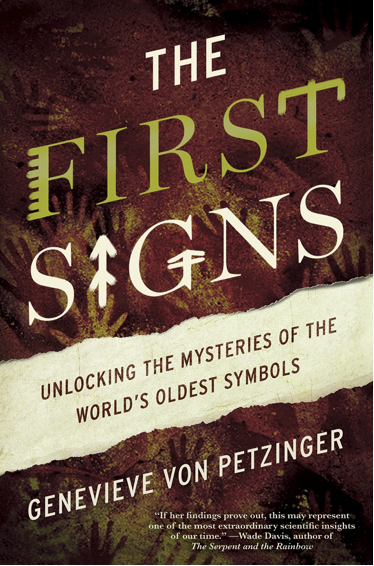 THE
FIRST
SIGNS
UNLOCKING THE MYSTERIES OF THE
WORLD'S OLDEST SYMBOLS
GENEVIEVE VON PETZINGER
“If her findings prove out, this may represent
one of the most extraordinary scientific insights
of our time.” —Wade Davis, author of
The Serpent and the Rainbow